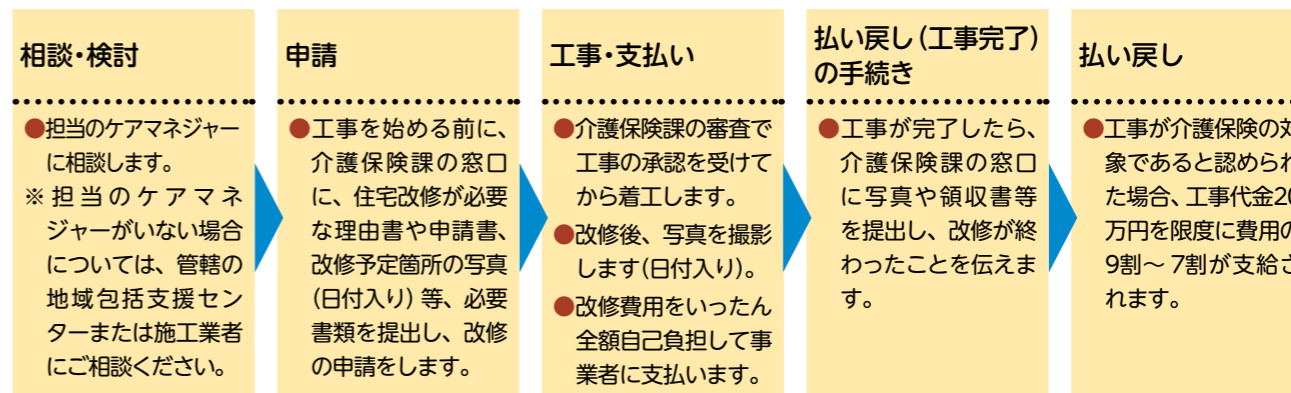 相談・検討
●担当のケアマネジャー
に相談します。
※担当のケアマネ
ジャーがいない場合
については、管轄の
地域包括支援セン
ターまたは施工業者
にご相談ください。
申請
●工事を始める前に、
介護保険課の窓口
に、住宅改修が必要
な理由書や申請書、
改修予定箇所の写真
(日付入り)等、必要
書類を提出し、改修
の申請をします。
工事・支払い
●介護保険課の審査で
工事の承認を受けて
から着工します。
●改修後、写真を撮影
します(日付入り)。
●改修費用をいったん
全額自己負担して事
業者に支払います。
払い戻し(工事完了)
の手続き
●工事が完了したら、
介護保険課の窓口
に写真や領収書等
を提出し、改修が終
わったことを伝えま
す。
払い戻し
●工事が介護保険の対
象であると認められ
た場合、工事代金20
万円を限度に費用の
9割～7割が支給さ
れます。